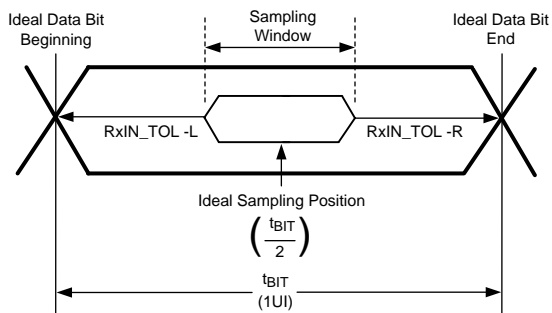 Ideal Data Bit
Beginning
Sampling
Window
Ideal Data Bit
End
RxIN_TOL -L
RxIN_TOL -R
Ideal Sampling Position
(tBIT
2)
tBIT
(1UI)